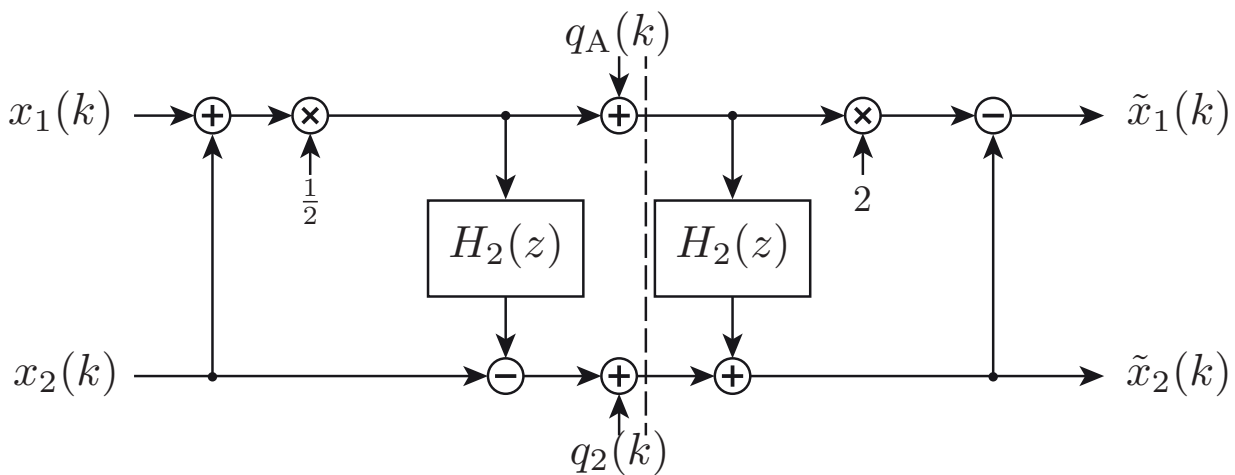 q_A(k)
x_1(k) + × + × − x̃_1(k)
1/2 2
H_2(z) H_2(z)
x_2(k) − + + x̃_2(k)
q_2(k)